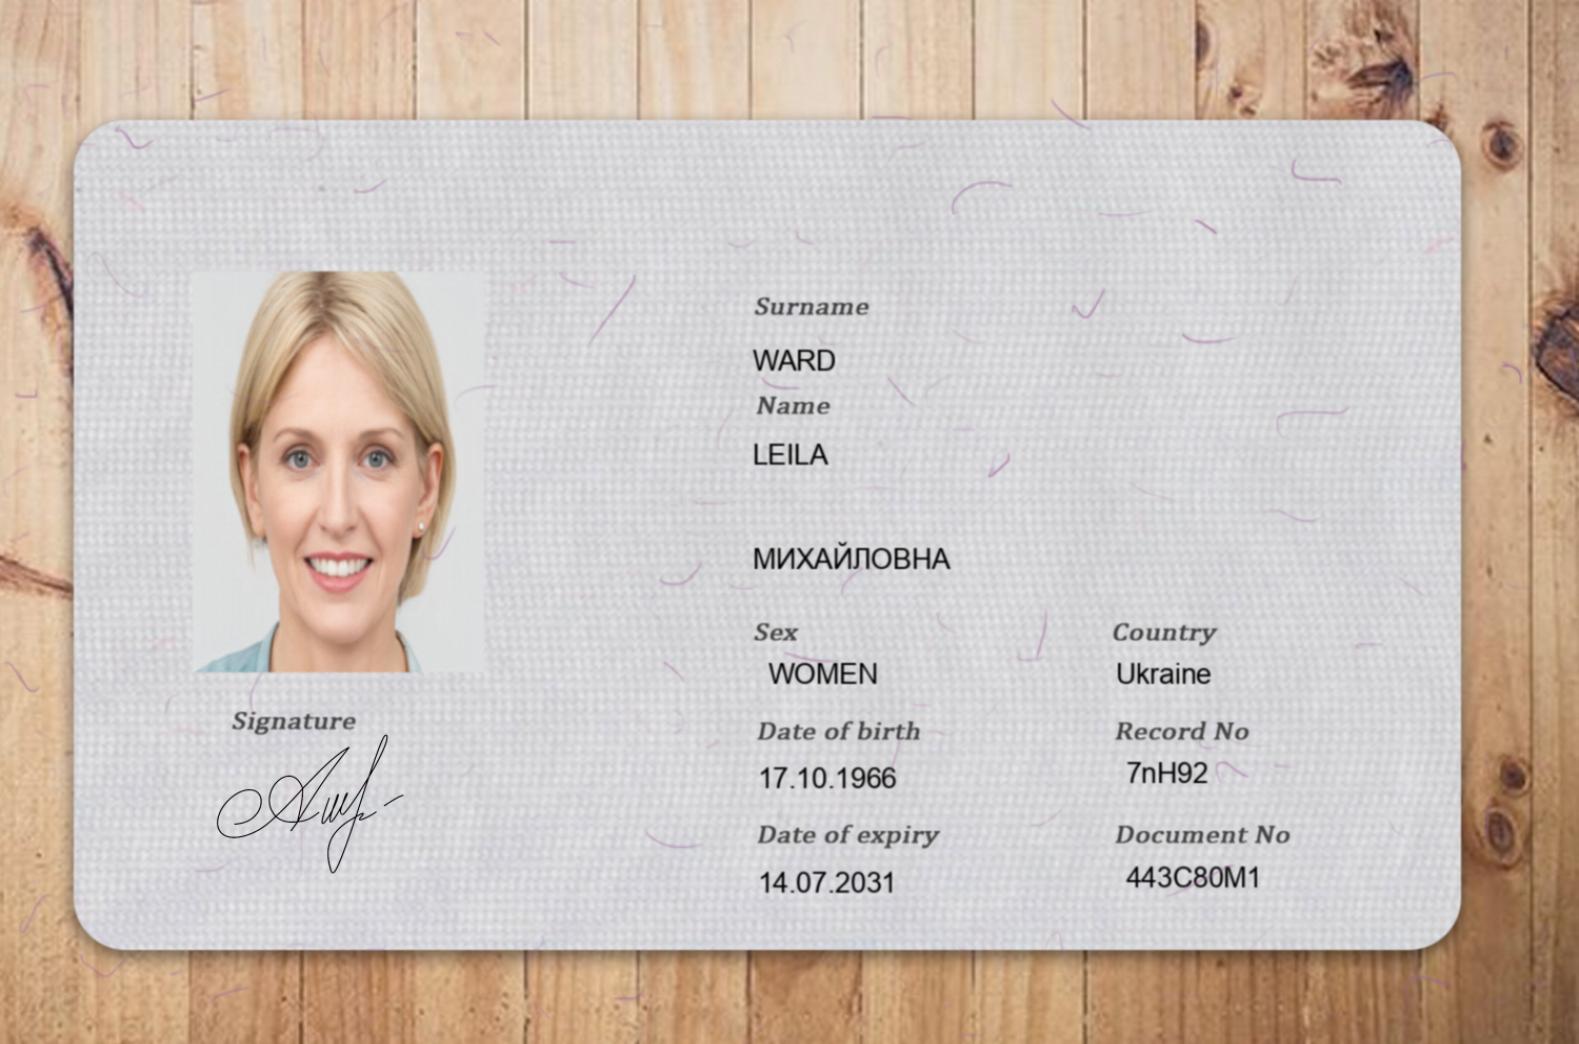 Surname
WARD
Name
LEILA
МИХАЙЛОВНА
Sex
WOMEN
Country
Ukraine
Date of birth
17.10.1966
Record No
7nH92
Date of expiry
14.07.2031
Document No
443C80M1
Signature